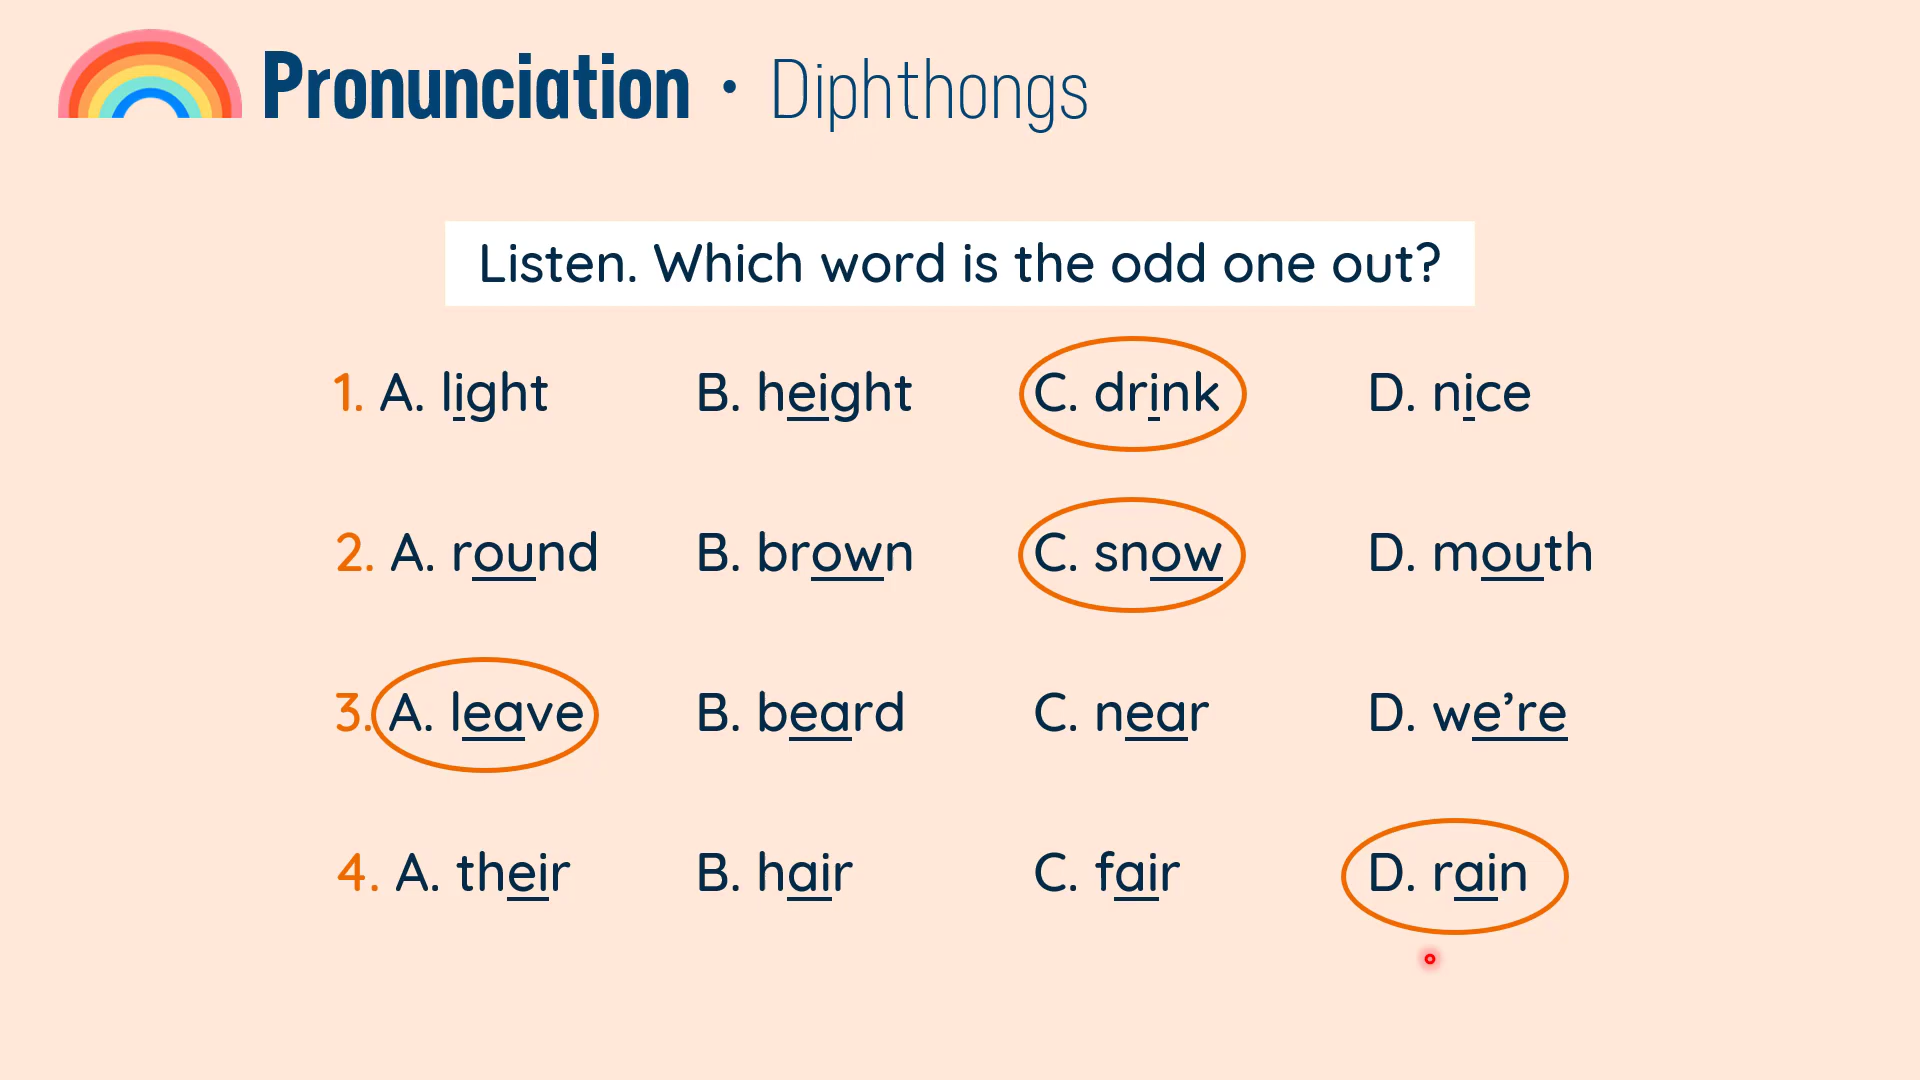 Pronunciation • Diphthongs
Listen. Which word is the odd one out?
1. A. light B. height C. drink D. nice
2. A. round B. brown C. snow D. mouth
3. A. leave B. beard C. near D. we’re
4. A. their B. hair C. fair D. rain